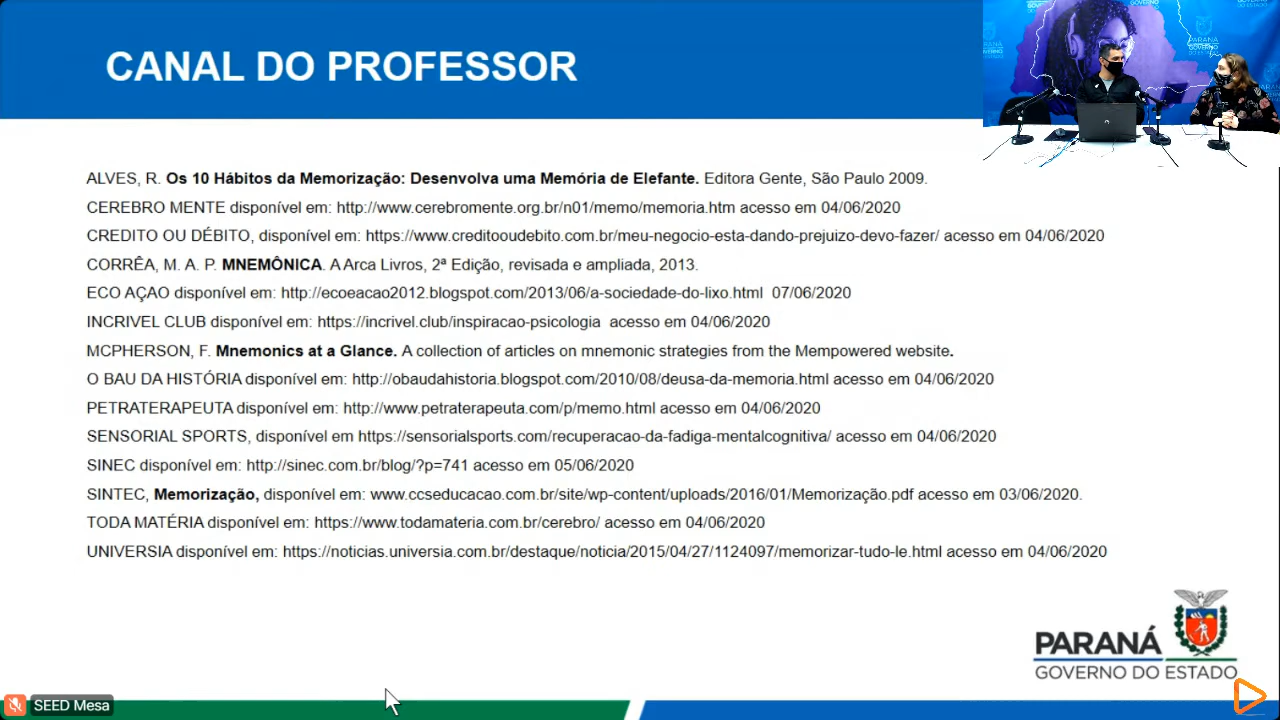 CANAL DO PROFESSOR
PARANÁ
GOVERNO
DO ESTADO
PARANÁ
GOVERNO
ALVES, R. Os 10 Hábitos da Memorização: Desenvolva uma Memória de Elefante. Editora Gente, São Paulo 2009.
CEREBRO MENTE disponível em: http://www.cerebromente.org.br/n01/memo/memoria.htm acesso em 04/06/2020
CREDITO OU DÉBITO, disponível em: https://www.creditooudebito.com.br/meu-negocio-esta-dando-prejuizo-devo-fazer/ acesso em 04/06/2020
CORRÊA, M. A. P. MNEMÔNICA. A Arca Livros, 2ª Edição, revisada e ampliada, 2013.
ECO AÇAO disponível em: http://ecoeacao2012.blogspot.com/2013/06/a-sociedade-do-lixo.html 07/06/2020
INCRIVEL CLUB disponível em: https://incrivel.club/inspiracao-psicologia acesso em 04/06/2020
MCPHERSON, F. Mnemonics at a Glance. A collection of articles on mnemonic strategies from the Mempowered website.
O BAU DA HISTÓRIA disponível em: http://obaudahistoria.blogspot.com/2010/08/deusa-da-memoria.html acesso em 04/06/2020
PETRATERAPEUTA disponível em: http://www.petraterapeuta.com/p/memo.html acesso em 04/06/2020
SENSORIAL SPORTS, disponível em https://sensorialsports.com/recuperacao-da-fadiga-mentalcognitiva/ acesso em 04/06/2020
SINEC disponível em: http://sinec.com.br/blog/?p=741 acesso em 05/06/2020
SINTEC, Memorização, disponível em: www.ccseducacao.com.br/site/wp-content/uploads/2016/01/Memorização.pdf acesso em 03/06/2020.
TODA MATÉRIA disponível em: https://www.todamateria.com.br/cerebro/ acesso em 04/06/2020
UNIVERSIA disponível em: https://noticias.universia.com.br/destaque/noticia/2015/04/27/1124097/memorizar-tudo-le.html acesso em 04/06/2020
PARANÁ
GOVERNO DO ESTADO
SEED Mesa